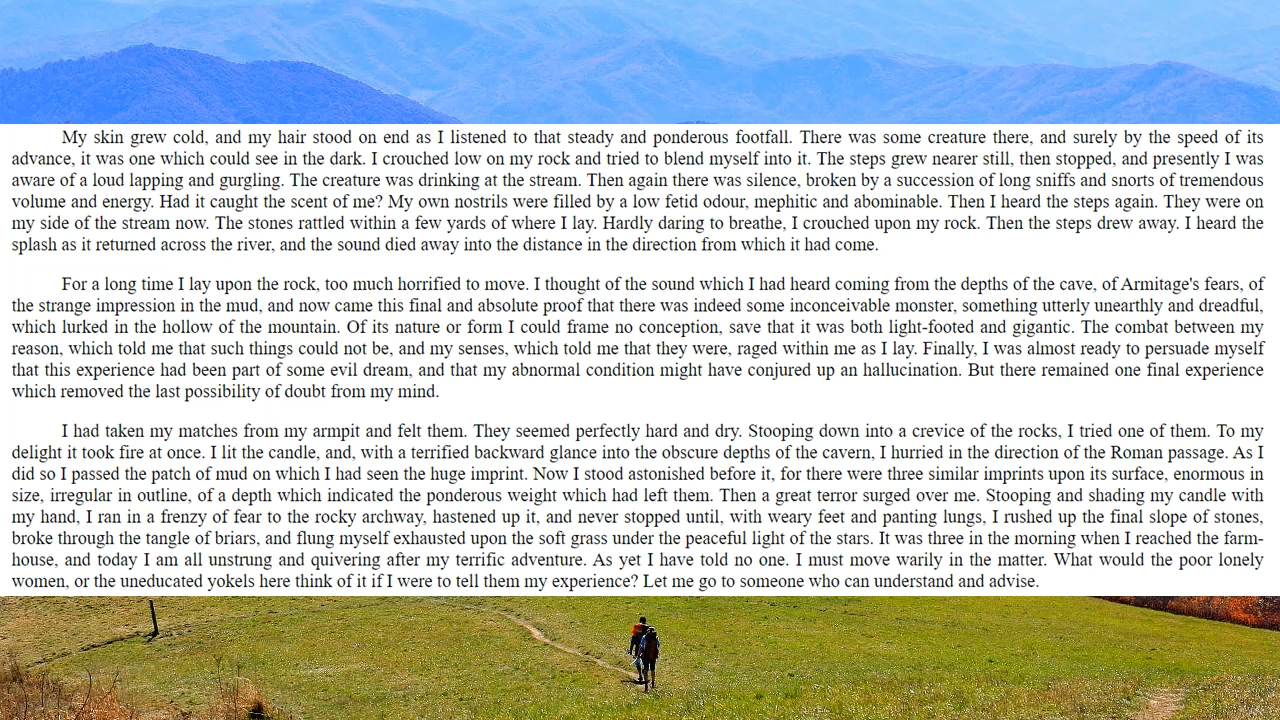 My skin grew cold, and my hair stood on end as I listened to that steady and ponderous footfall. There was some creature there, and surely by the speed of its
advance, it was one which could see in the dark. I crouched low on my rock and tried to blend myself into it. The steps grew nearer still, then stopped, and presently I was
aware of a loud lapping and gurgling. The creature was drinking at the stream. Then again there was silence, broken by a succession of long sniffs and snorts of tremendous
volume and energy. Had it caught the scent of me? My own nostrils were filled by a low fetid odour, mephitic and abominable. Then I heard the steps again. They were on
my side of the stream now. The stones rattled within a few yards of where I lay. Hardly daring to breathe, I crouched upon my rock. Then the steps drew away. I heard the
splash as it returned across the river, and the sound died away into the distance in the direction from which it had come.
For a long time I lay upon the rock, too much horrified to move. I thought of the sound which I had heard coming from the depths of the cave, of Armitage's fears, of
the strange impression in the mud, and now came this final and absolute proof that there was indeed some inconceivable monster, something utterly unearthly and dreadful,
which lurked in the hollow of the mountain. Of its nature or form I could frame no conception, save that it was both light-footed and gigantic. The combat between my
reason, which told me that such things could not be, and my senses, which told me that they were, raged within me as I lay. Finally, I was almost ready to persuade myself
that this experience had been part of some evil dream, and that my abnormal condition might have conjured up an hallucination. But there remained one final experience
which removed the last possibility of doubt from my mind.
I had taken my matches from my armpit and felt them. They seemed perfectly hard and dry. Stooping down into a crevice of the rocks, I tried one of them. To my
delight it took fire at once. I lit the candle, and, with a terrified backward glance into the obscure depths of the cavern, I hurried in the direction of the Roman passage. As I
did so I passed the patch of mud on which I had seen the huge imprint. Now I stood astonished before it, for there were three similar imprints upon its surface, enormous in
size, irregular in outline, of a depth which indicated the ponderous weight which had left them. Then a great terror surged over me. Stooping and shading my candle with
my hand, I ran in a frenzy of fear to the rocky archway, hastened up it, and never stopped until, with weary feet and panting lungs, I rushed up the final slope of stones,
broke through the tangle of briars, and flung myself exhausted upon the soft grass under the peaceful light of the stars. It was three in the morning when I reached the farm-
house, and today I am all unstrung and quivering after my terrific adventure. As yet I have told no one. I must move warily in the matter. What would the poor lonely
women, or the uneducated yokels here think of it if I were to tell them my experience? Let me go to someone who can understand and advise.